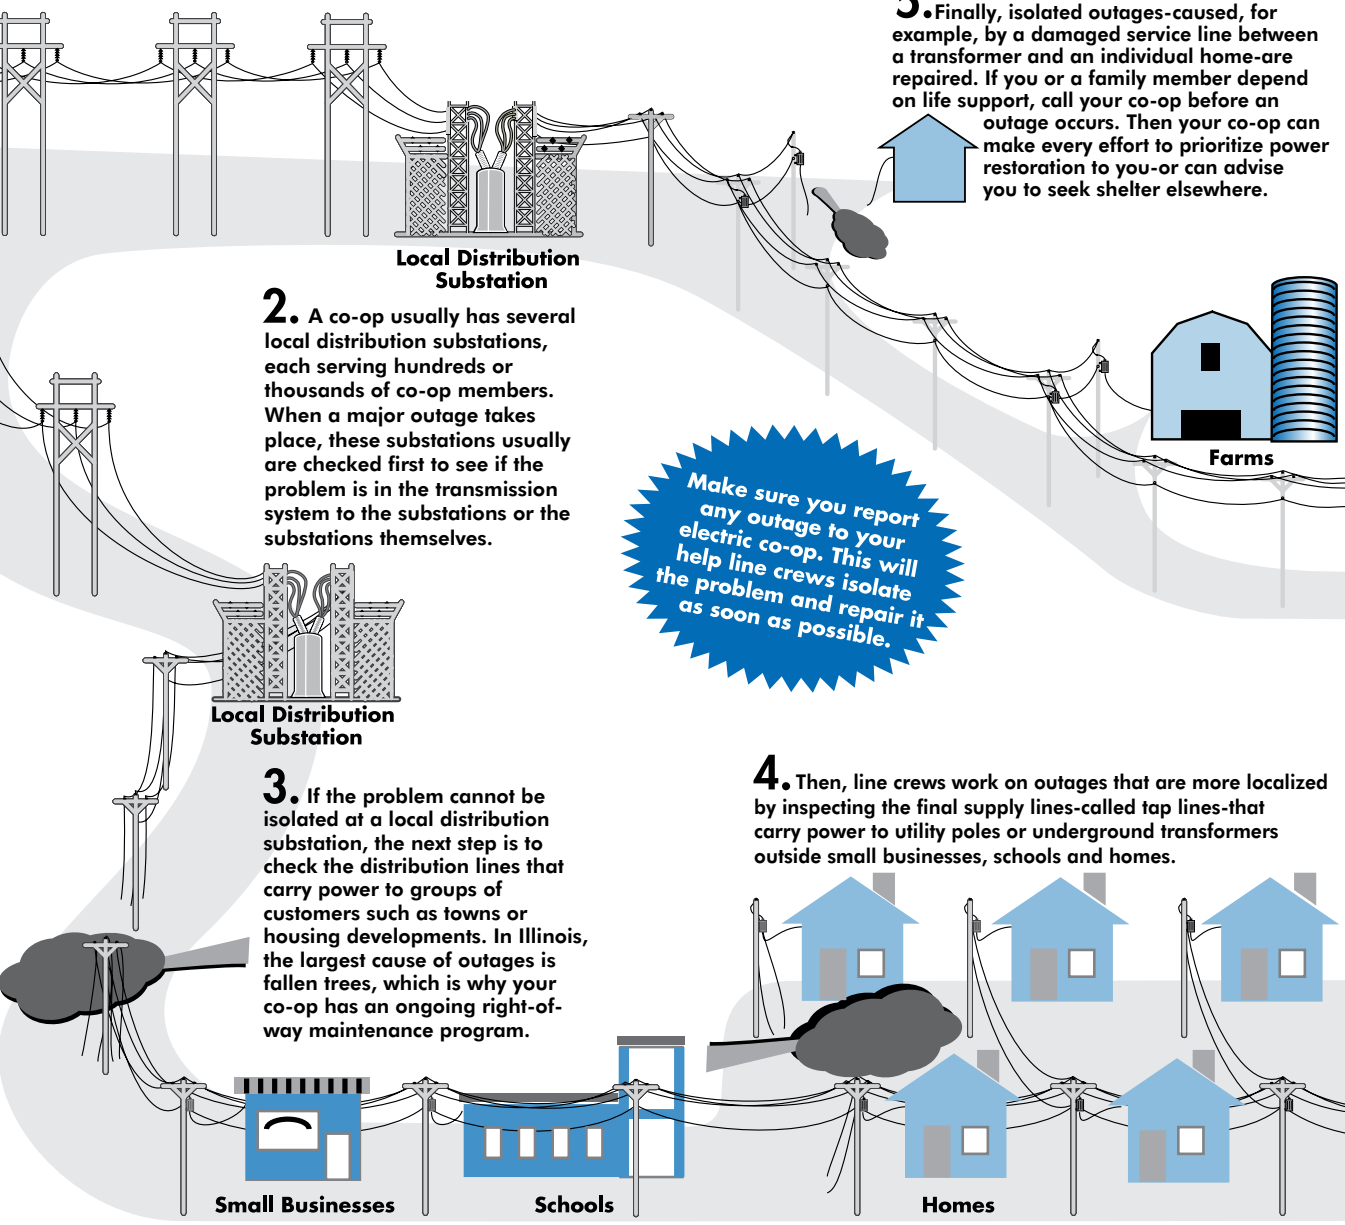 5. Finally, isolated outages-caused, for
example, by a damaged service line between
a transformer and an individual home-are
repaired. If you or a family member depend
on life support, call your co-op before an
outage occurs. Then your co-op can
make every effort to prioritize power
restoration to you-or can advise
you to seek shelter elsewhere.
Local Distribution
Substation
2. A co-op usually has several
local distribution substations,
each serving hundreds or
thousands of co-op members.
When a major outage takes
place, these substations usually
are checked first to see if the
problem is in the transmission
system to the substations or the
substations themselves.
Farms
Make sure you report
any outage to your
electric co-op. This will
help line crews isolate
the problem and repair it
as soon as possible.
Local Distribution
Substation
3. If the problem cannot be
isolated at a local distribution
substation, the next step is to
check the distribution lines that
carry power to groups of
customers such as towns or
housing developments. In Illinois,
the largest cause of outages is
fallen trees, which is why your
co-op has an ongoing right-of-
way maintenance program.
4. Then, line crews work on outages that are more localized
by inspecting the final supply lines-called tap lines-that
carry power to utility poles or underground transformers
outside small businesses, schools and homes.
Small Businesses
Schools
Homes